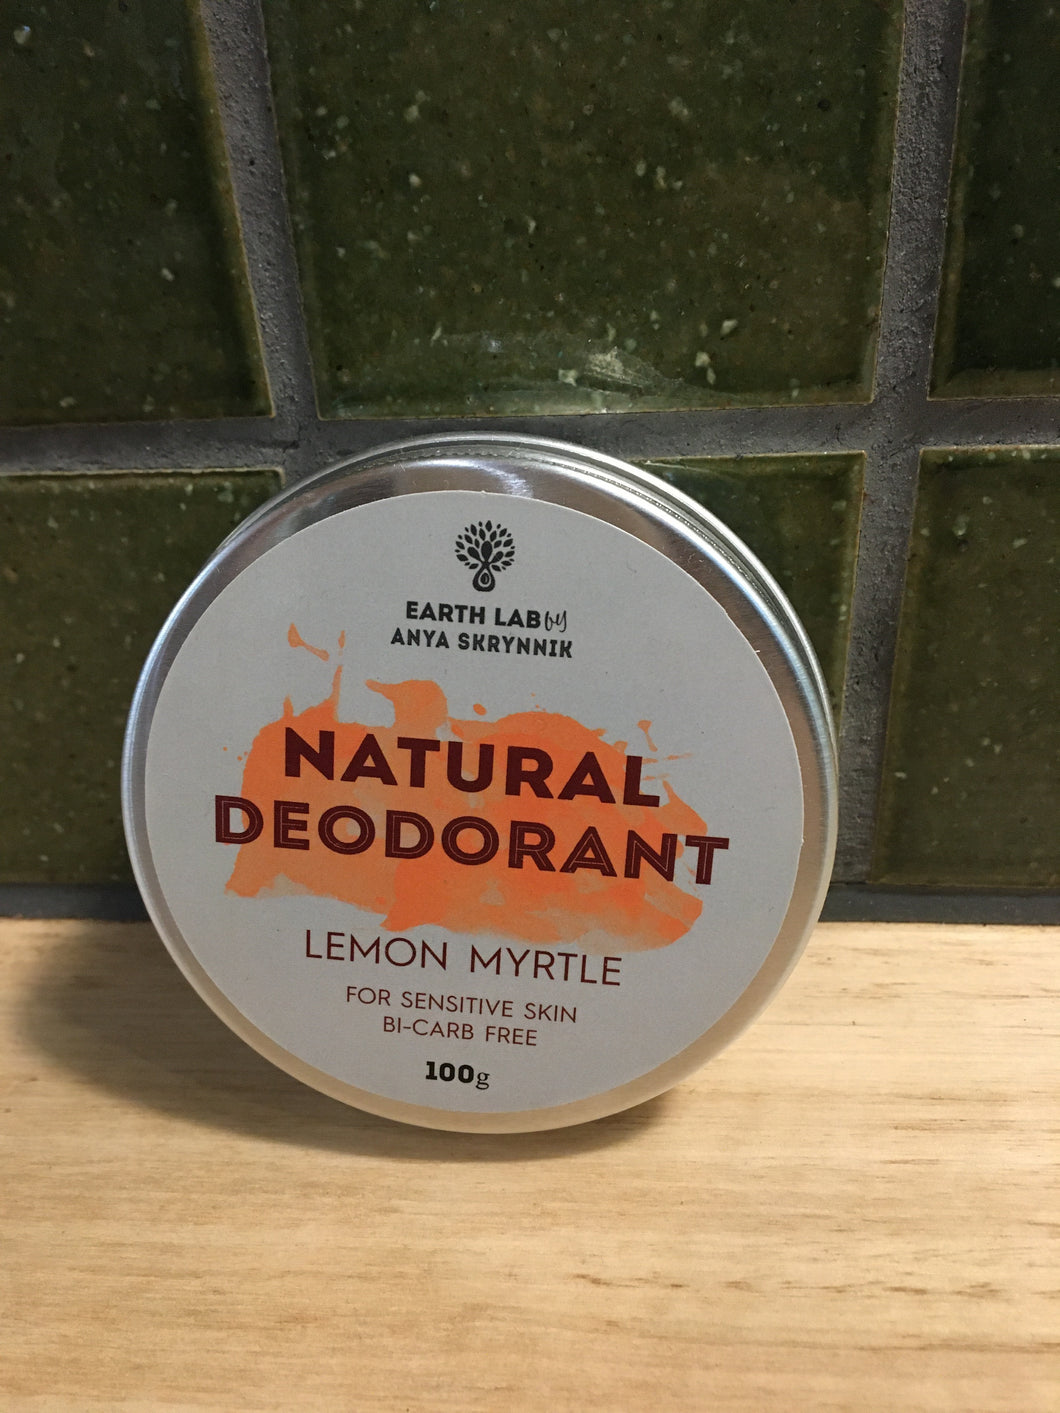 EARTH LAB by
ANYA SKRYNNIK
NATURAL
DEODORANT
LEMON MYRTLE
FOR SENSITIVE SKIN
BI-CARB FREE
100g